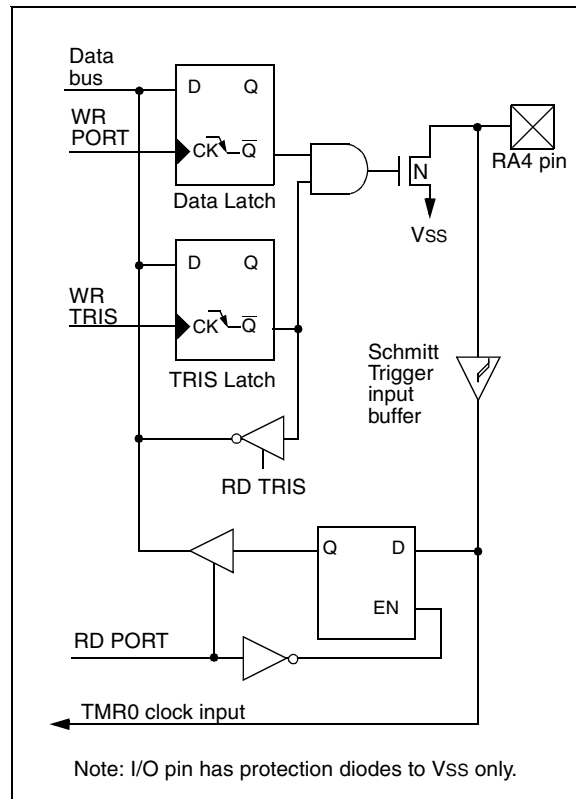 Data
bus
D Q
WR
PORT
CK Q
N
RA4 pin
Data Latch
VSS
D Q
WR
TRIS
CK Q
Schmitt
Trigger
input
buffer
TRIS Latch
RD TRIS
Q D
EN
RD PORT
TMR0 clock input
Note: I/O pin has protection diodes to VSS only.